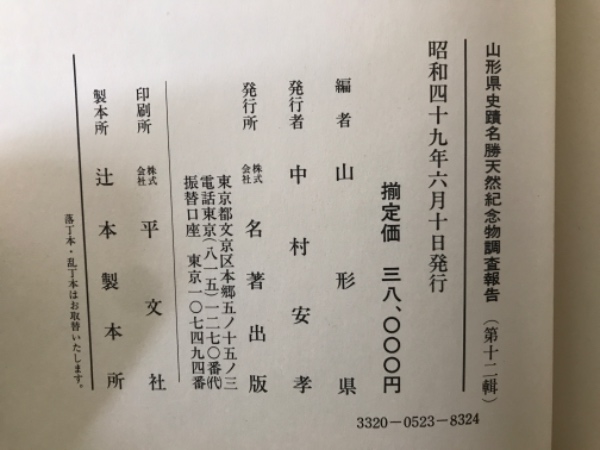 山形県史蹟名勝天然紀念物調査報告（第十二輯）
昭和四十九年六月十日発行
揃定価 三八、〇〇〇円
編者 山形県
発行者 中村安孝
発行所 株式会社 名著出版
東京都文京区本郷五ノ十五ノ三
電話東京（八一五）一二七〇番（代）
振替口座 東京一〇七四九四番
印刷所 株式会社 平文社
製本所 辻本製本所
落丁本・乱丁本はお取替いたします。
3320-0523-8324